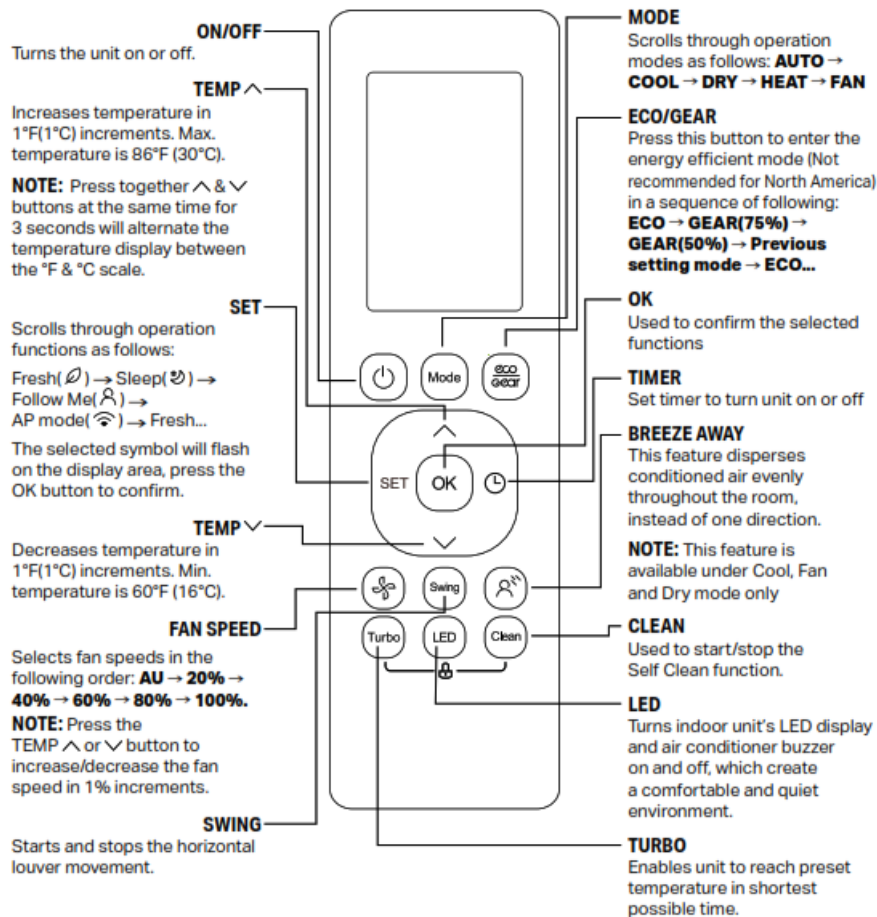 ON/OFF
Turns the unit on or off.
TEMP ∧
Increases temperature in
1°F(1°C) increments. Max.
temperature is 86°F (30°C).
NOTE: Press together ∧ & ∨
buttons at the same time for
3 seconds will alternate the
temperature display between
the °F & °C scale.
SET
Scrolls through operation
functions as follows:
Fresh( ) → Sleep( ) →
Follow Me( ) →
AP mode( ) → Fresh...
The selected symbol will flash
on the display area, press the
OK button to confirm.
TEMP ∨
Decreases temperature in
1°F(1°C) increments. Min.
temperature is 60°F (16°C).
FAN SPEED
Selects fan speeds in the
following order: AU → 20% →
40% → 60% → 80% → 100%.
NOTE: Press the
TEMP ∧ or ∨ button to
increase/decrease the fan
speed in 1% increments.
SWING
Starts and stops the horizontal
louver movement.
Mode
eco
gear
SET
OK
Swing
Turbo
LED
Clean
MODE
Scrolls through operation
modes as follows: AUTO →
COOL → DRY → HEAT → FAN
ECO/GEAR
Press this button to enter the
energy efficient mode (Not
recommended for North America)
in a sequence of following:
ECO → GEAR(75%) →
GEAR(50%) → Previous
setting mode → ECO...
OK
Used to confirm the selected
functions
TIMER
Set timer to turn unit on or off
BREEZE AWAY
This feature disperses
conditioned air evenly
throughout the room,
instead of one direction.
NOTE: This feature is
available under Cool, Fan
and Dry mode only
CLEAN
Used to start/stop the
Self Clean function.
LED
Turns indoor unit's LED display
and air conditioner buzzer
on and off, which create
a comfortable and quiet
environment.
TURBO
Enables unit to reach preset
temperature in shortest
possible time.